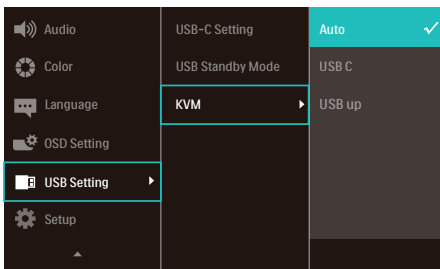 Audio
Color
Language
OSD Setting
USB Setting
Setup
USB-C Setting
USB Standby Mode
KVM
Auto
USB C
USB up